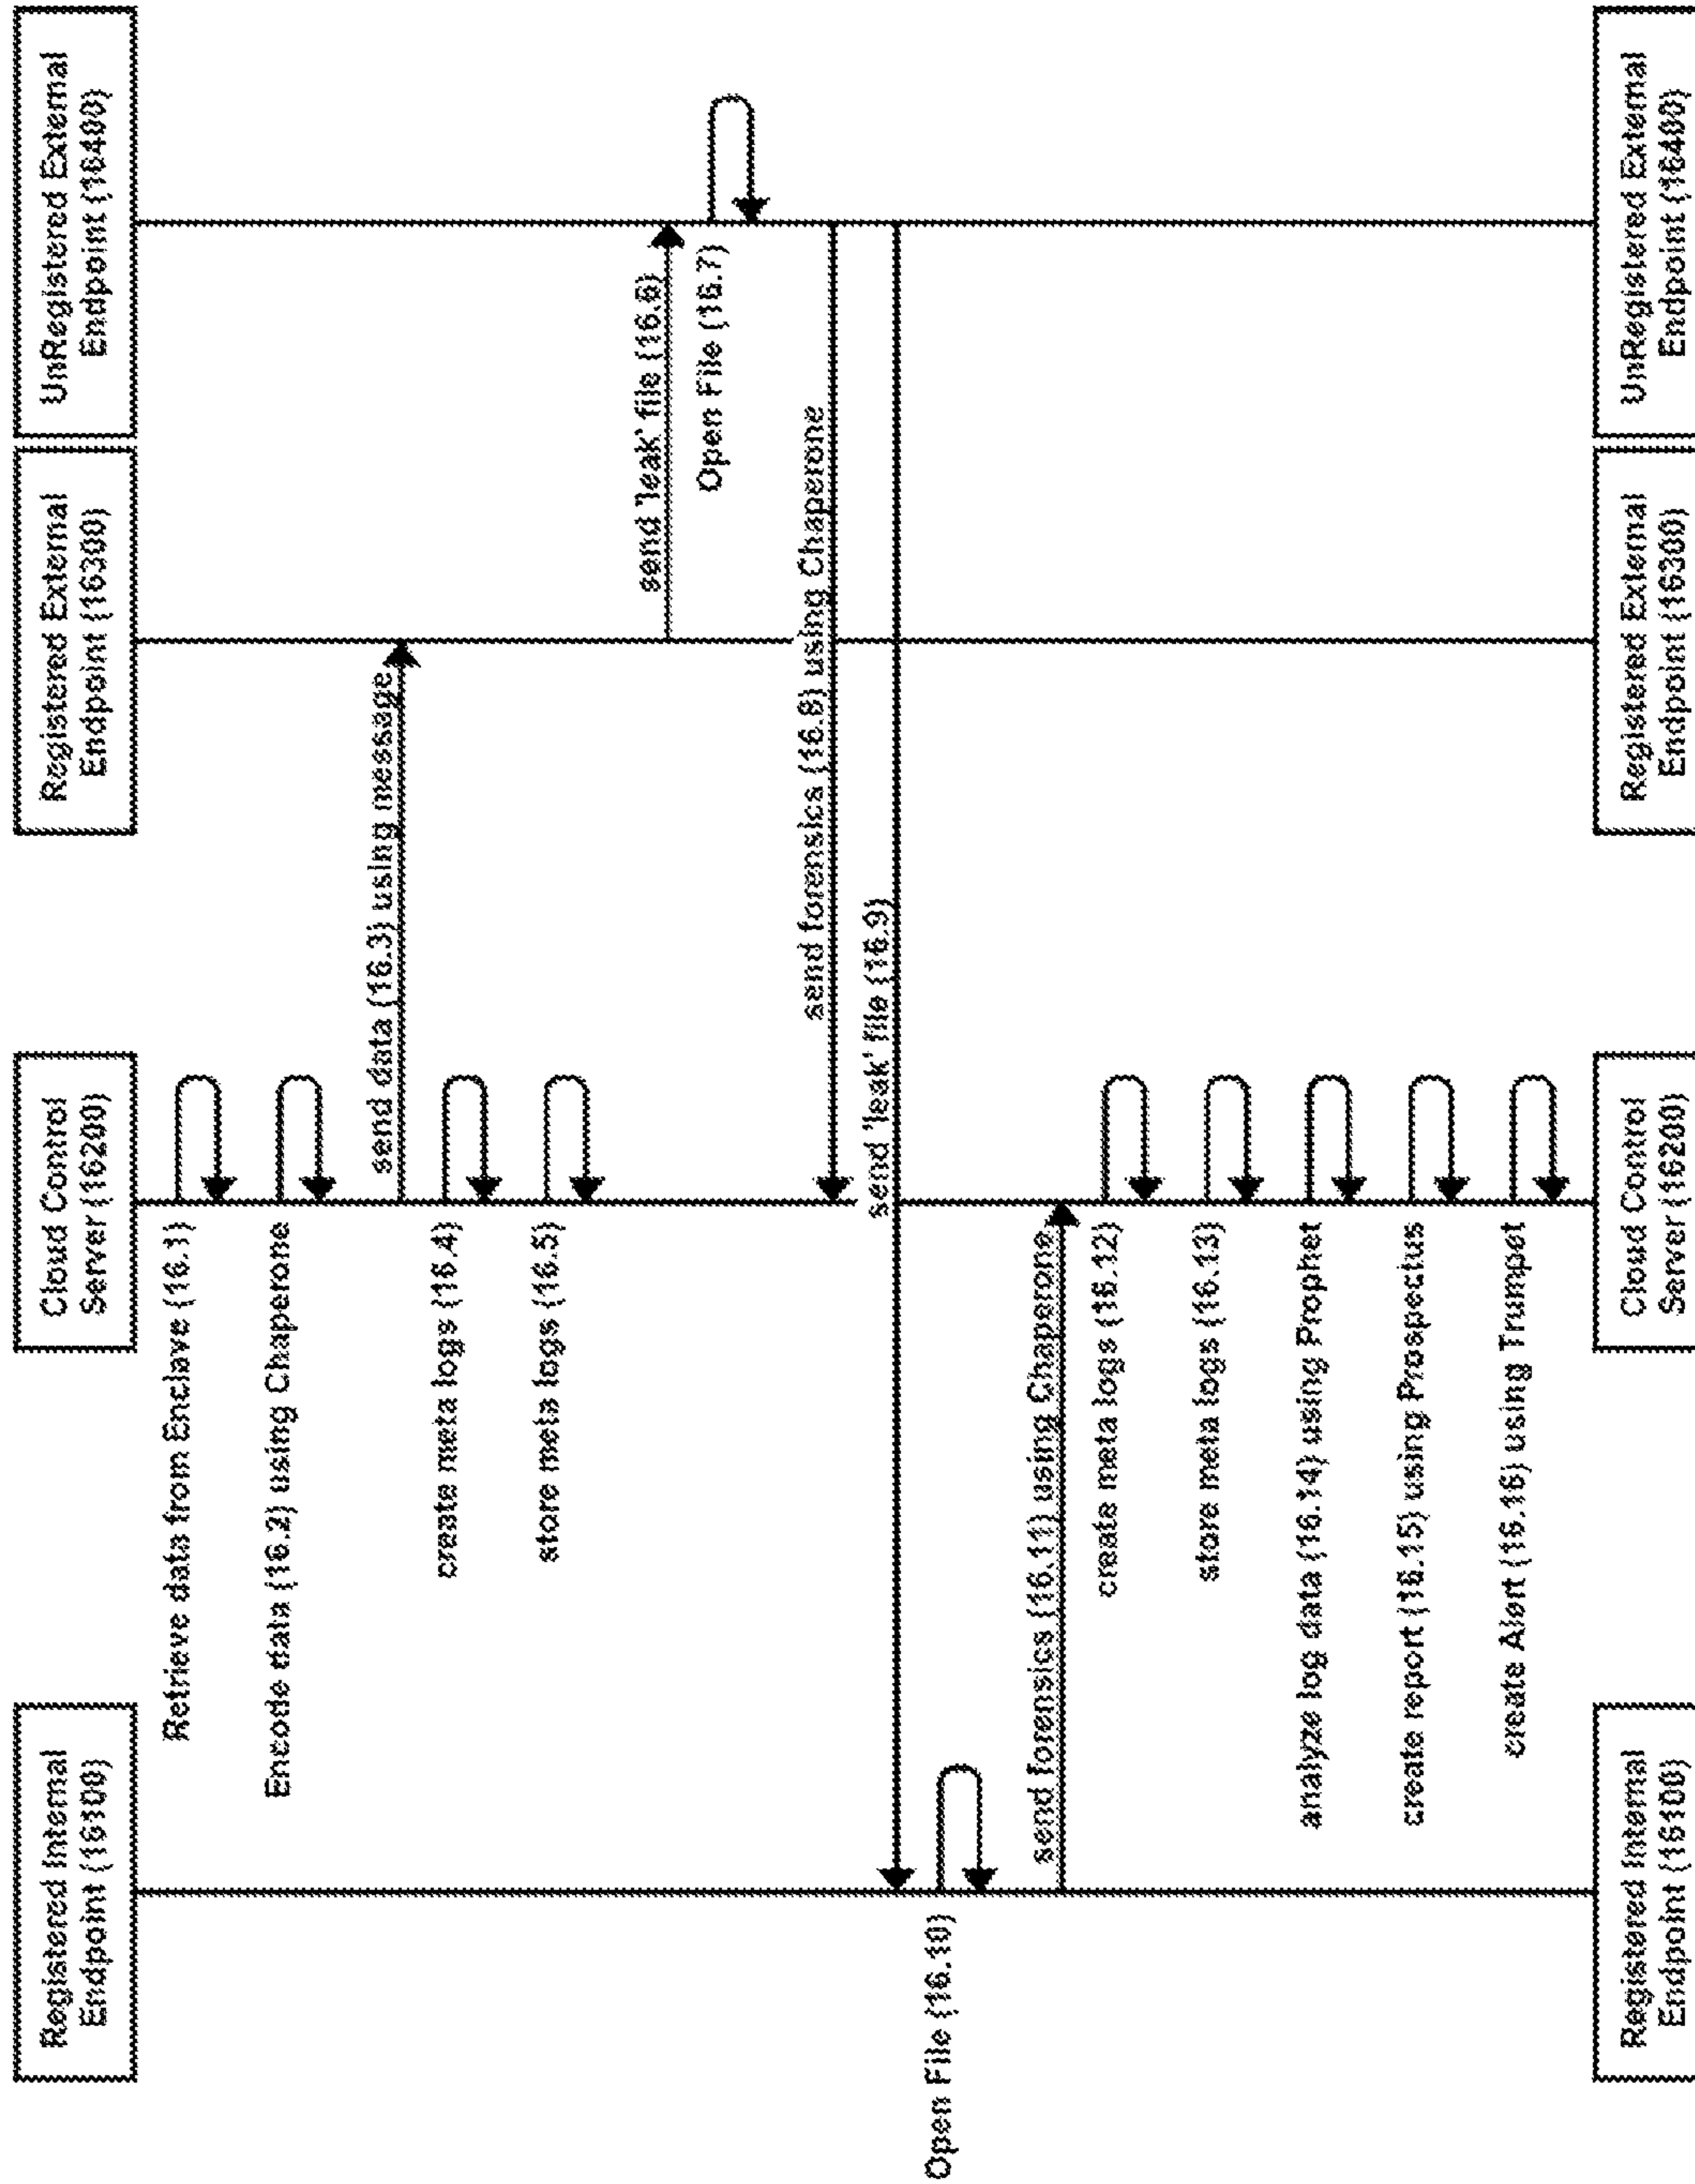 Registered Internal
Endpoint (16100)
Cloud Control
Server (16200)
Registered External
Endpoint (16300)
UnRegistered External
Endpoint (16400)
Retrieve data from Enclave (16.1)
Encode data (16.2) using Chaperone
send data (16.3) using message
create meta logs (16.4)
store meta logs (16.5)
send 'leak' file (16.6)
Open File (16.7)
send forensics (16.8) using Chaperone
send 'leak' file (16.9)
Open File (16.10)
send forensics (16.11) using Chaperone
create meta logs (16.12)
store meta logs (16.13)
analyze log data (16.14) using Prophet
create report (16.15) using Prospectus
create Alert (16.16) using Trumpet
Registered Internal
Endpoint (16100)
Cloud Control
Server (16200)
Registered External
Endpoint (16300)
UnRegistered External
Endpoint (16400)